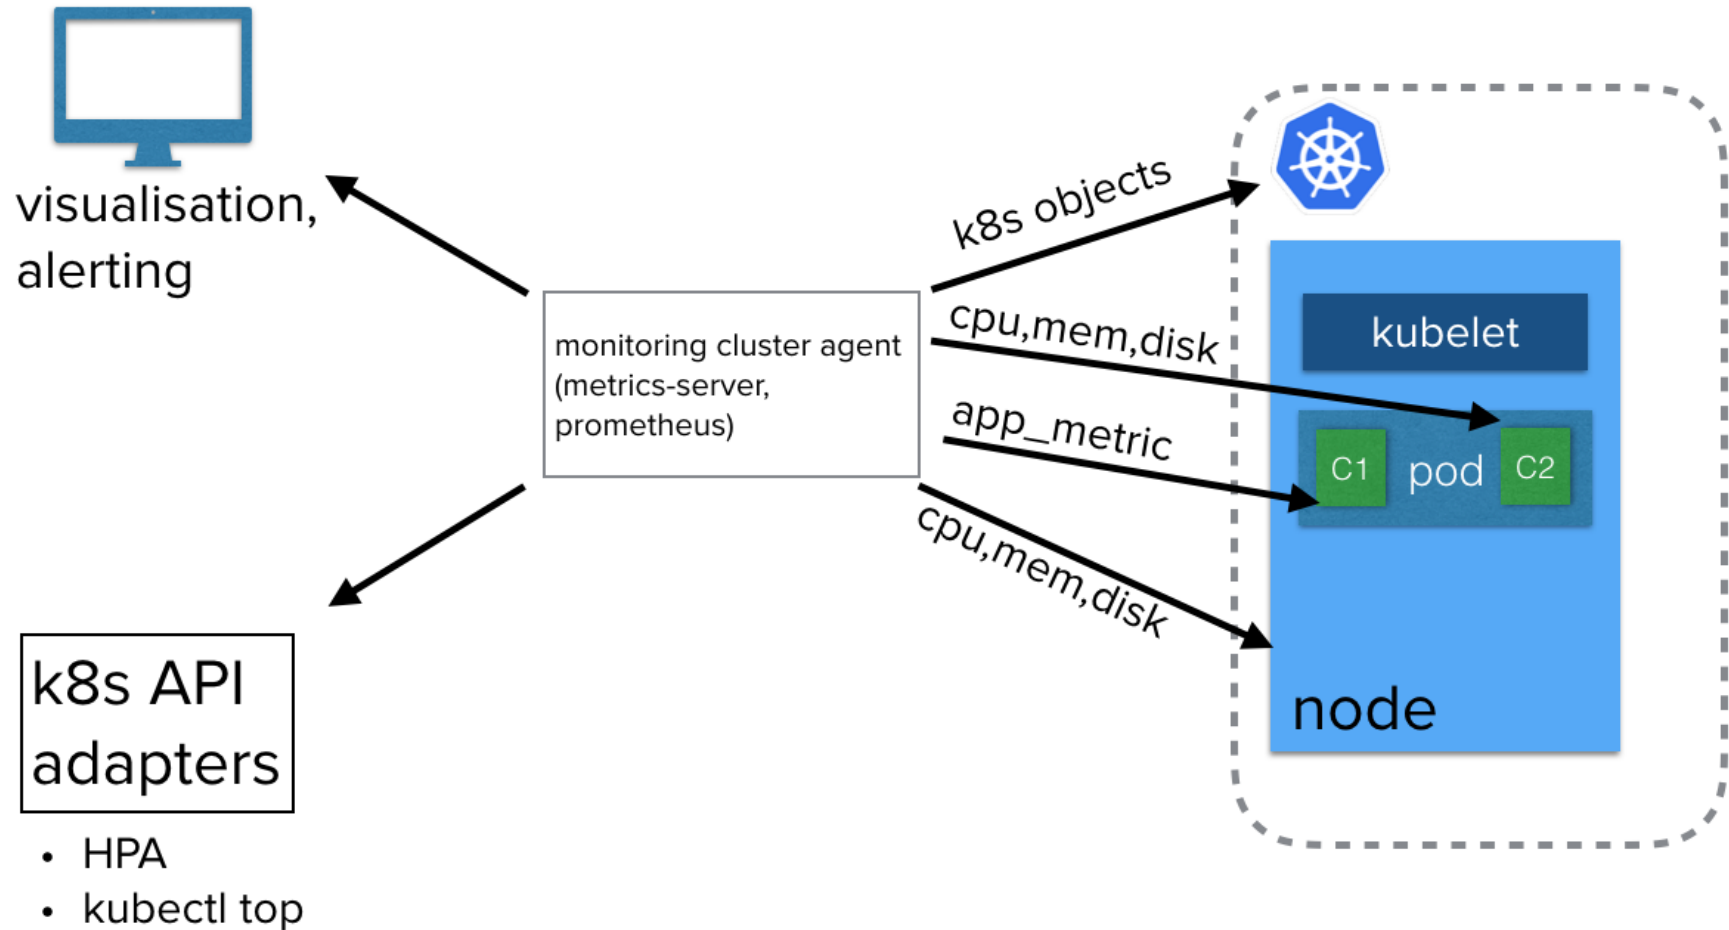 visualisation,
alerting
monitoring cluster agent
(metrics-server,
prometheus)
k8s objects
cpu,mem,disk
app_metric
cpu,mem,disk
kubelet
C1 pod C2
node
k8s API
adapters
• HPA
• kubectl top